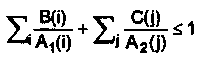 ∑ᵢ B(i)/A₁(i) + ∑ⱼ C(j)/A₂(j) ≤ 1